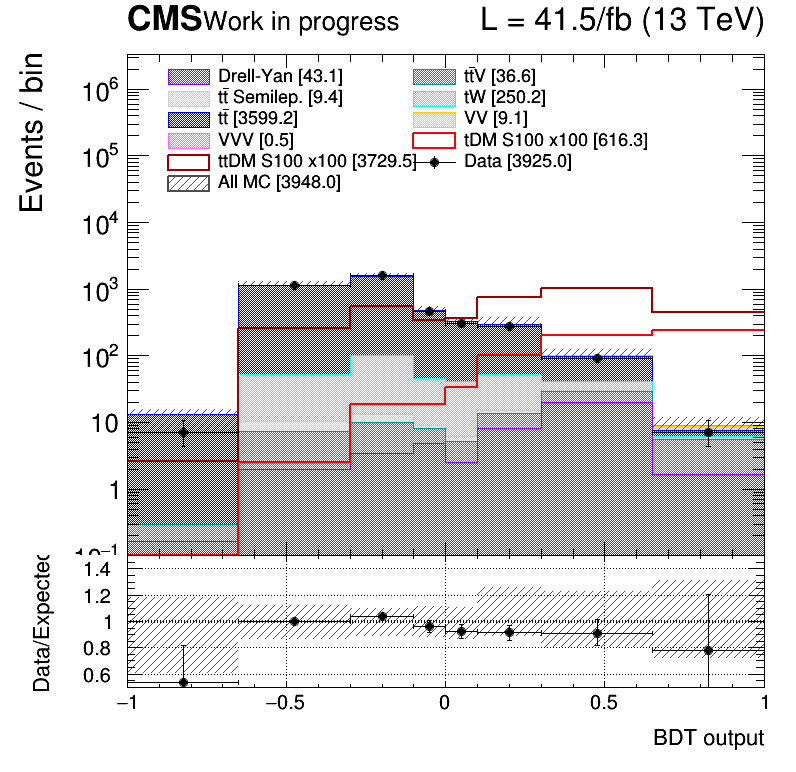 CMS Work in progress L = 41.5/fb (13 TeV)
Events / bin
Drell-Yan [43.1] tt̄V [36.6]
tt̄ Semilep. [9.4] tW [250.2]
tt̄ [3599.2] VV [9.1]
VVV [0.5] tDM S100 x100 [616.3]
ttDM S100 x100 [3729.5] Data [3925.0]
All MC [3948.0]
10⁶
10⁵
10⁴
10³
10²
10
1
10⁻¹
Data/Expected
1.4
1.2
1
0.8
0.6
−1 −0.5 0 0.5 1
BDT output